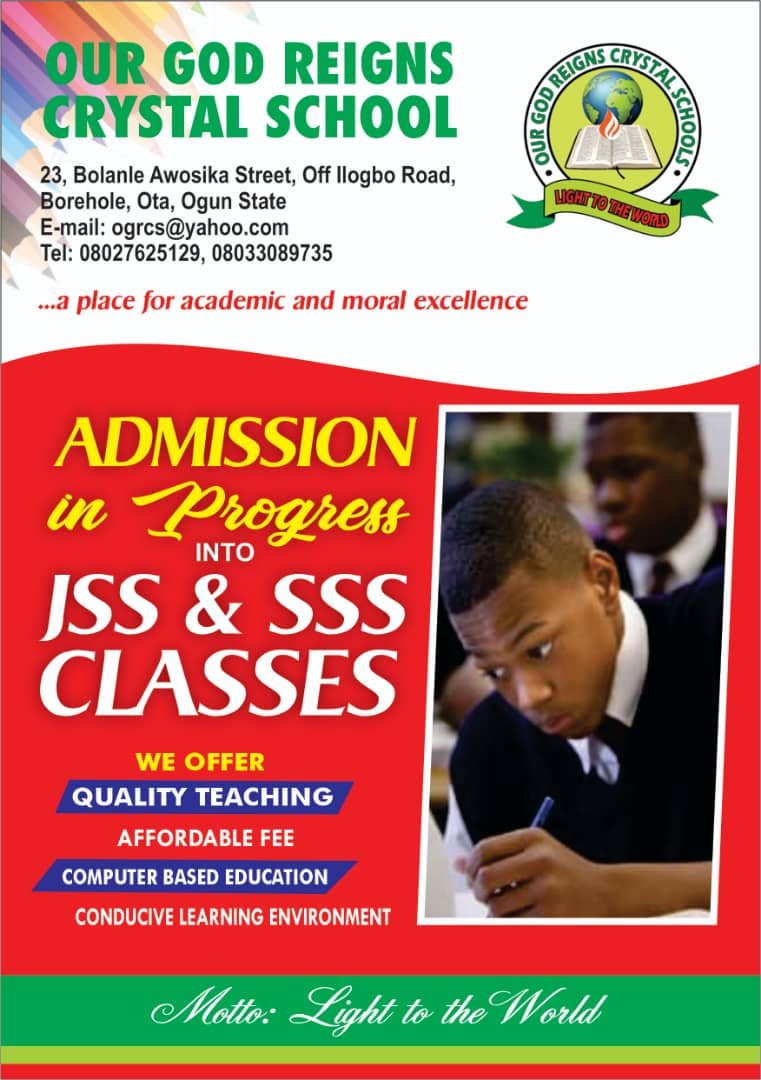 OUR GOD REIGNS
CRYSTAL SCHOOL
23, Bolanle Awosika Street, Off Ilogbo Road,
Borehole, Ota, Ogun State
E-mail: ogrcs@yahoo.com
Tel: 08027625129, 08033089735
...a place for academic and moral excellence
OUR GOD REIGNS CRYSTAL SCHOOLS
LIGHT TO THE WORLD
ADMISSION
in Progress
INTO
JSS & SSS
CLASSES
WE OFFER
QUALITY TEACHING
AFFORDABLE FEE
COMPUTER BASED EDUCATION
CONDUCIVE LEARNING ENVIRONMENT
Motto: Light to the World